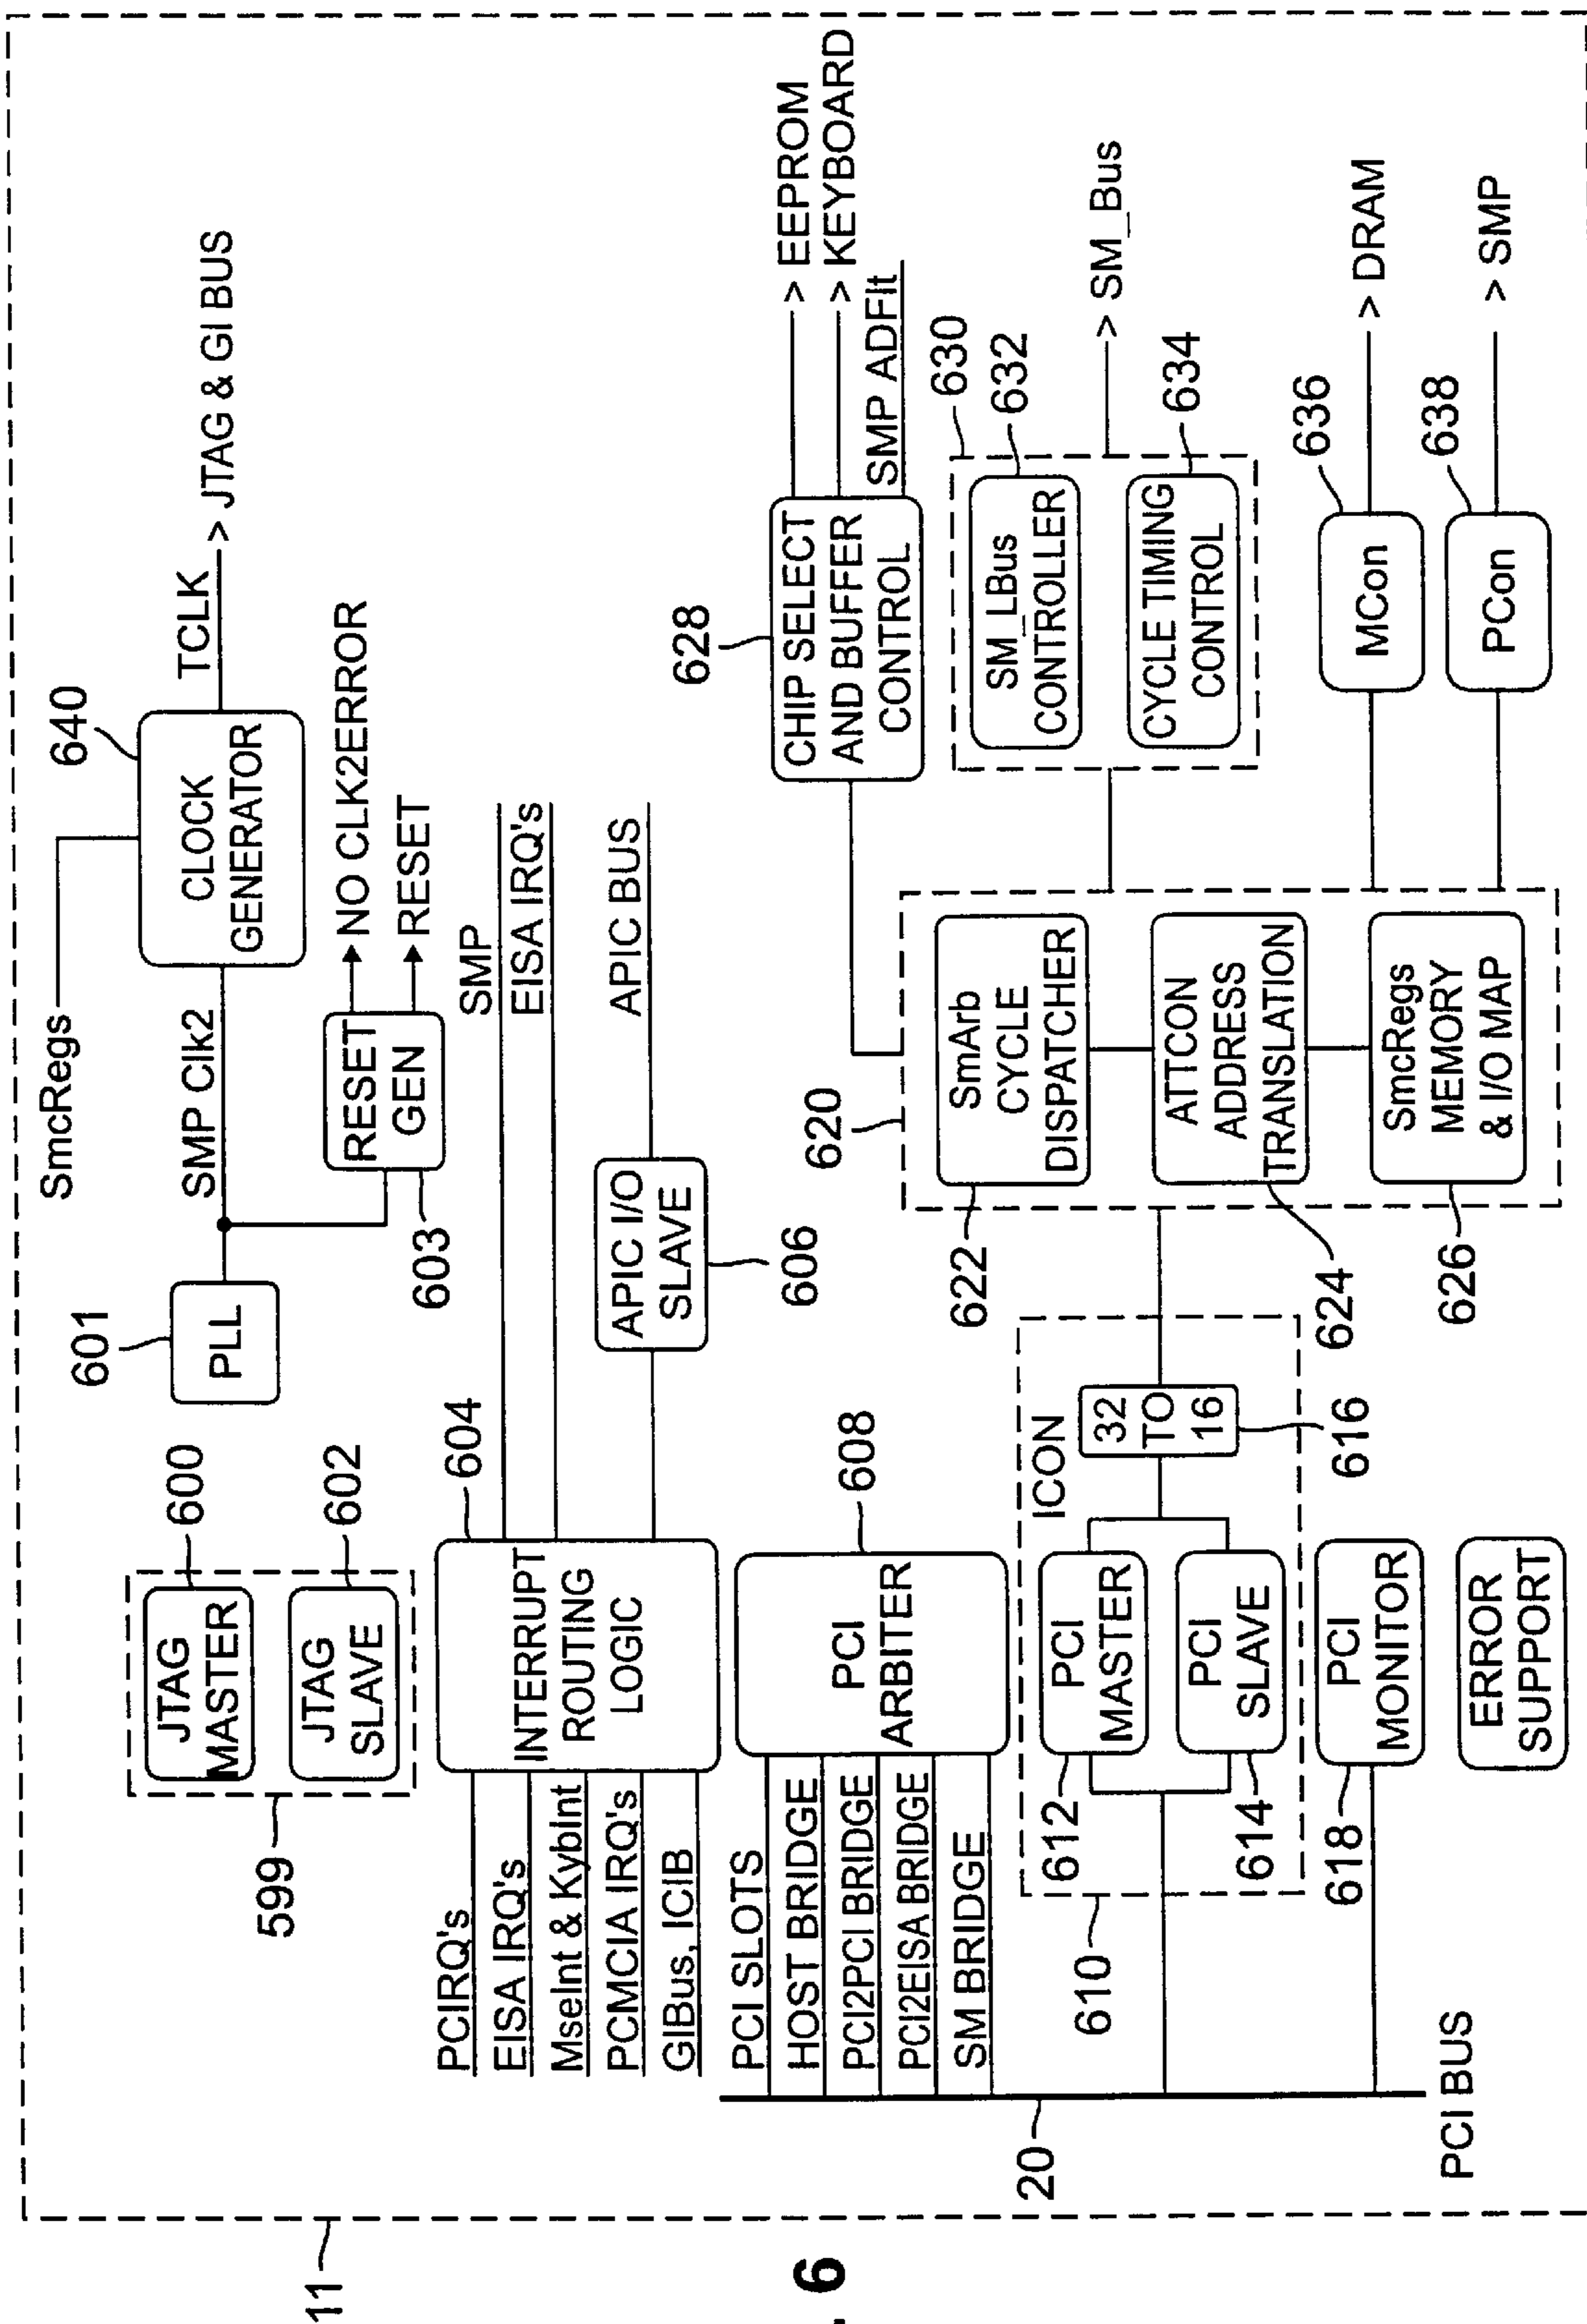 11
599
JTAG
MASTER
600
JTAG
SLAVE
602
601
PLL
SmcRegs
SMP Clk2
640
CLOCK
GENERATOR
TCLK
> JTAG & GI BUS
RESET
GEN
603
NO CLK2ERROR
RESET
PCIRQ's
EISA IRQ's
MseInt & KybInt
PCMCIA IRQ's
GIBus, ICIB
604
INTERRUPT
ROUTING
LOGIC
SMP
EISA IRQ's
APIC I/O
SLAVE
606
APIC BUS
PCI SLOTS
HOST BRIDGE
PCI2PCI BRIDGE
PCI2EISA BRIDGE
SM BRIDGE
608
PCI
ARBITER
20
PCI BUS
610
ICON
612
PCI
MASTER
614
PCI
SLAVE
32
TO
16
616
618
PCI
MONITOR
ERROR
SUPPORT
620
622
SmArb
CYCLE
DISPATCHER
624
ATTCON
ADDRESS
TRANSLATION
626
SmcRegs
MEMORY
& I/O MAP
628
CHIP SELECT
AND BUFFER
CONTROL
> EEPROM
> KEYBOARD
SMP ADFlt
630
632
SM_LBus
CONTROLLER
634
CYCLE TIMING
CONTROL
> SM_Bus
636
MCon
> DRAM
638
PCon
> SMP
. 6